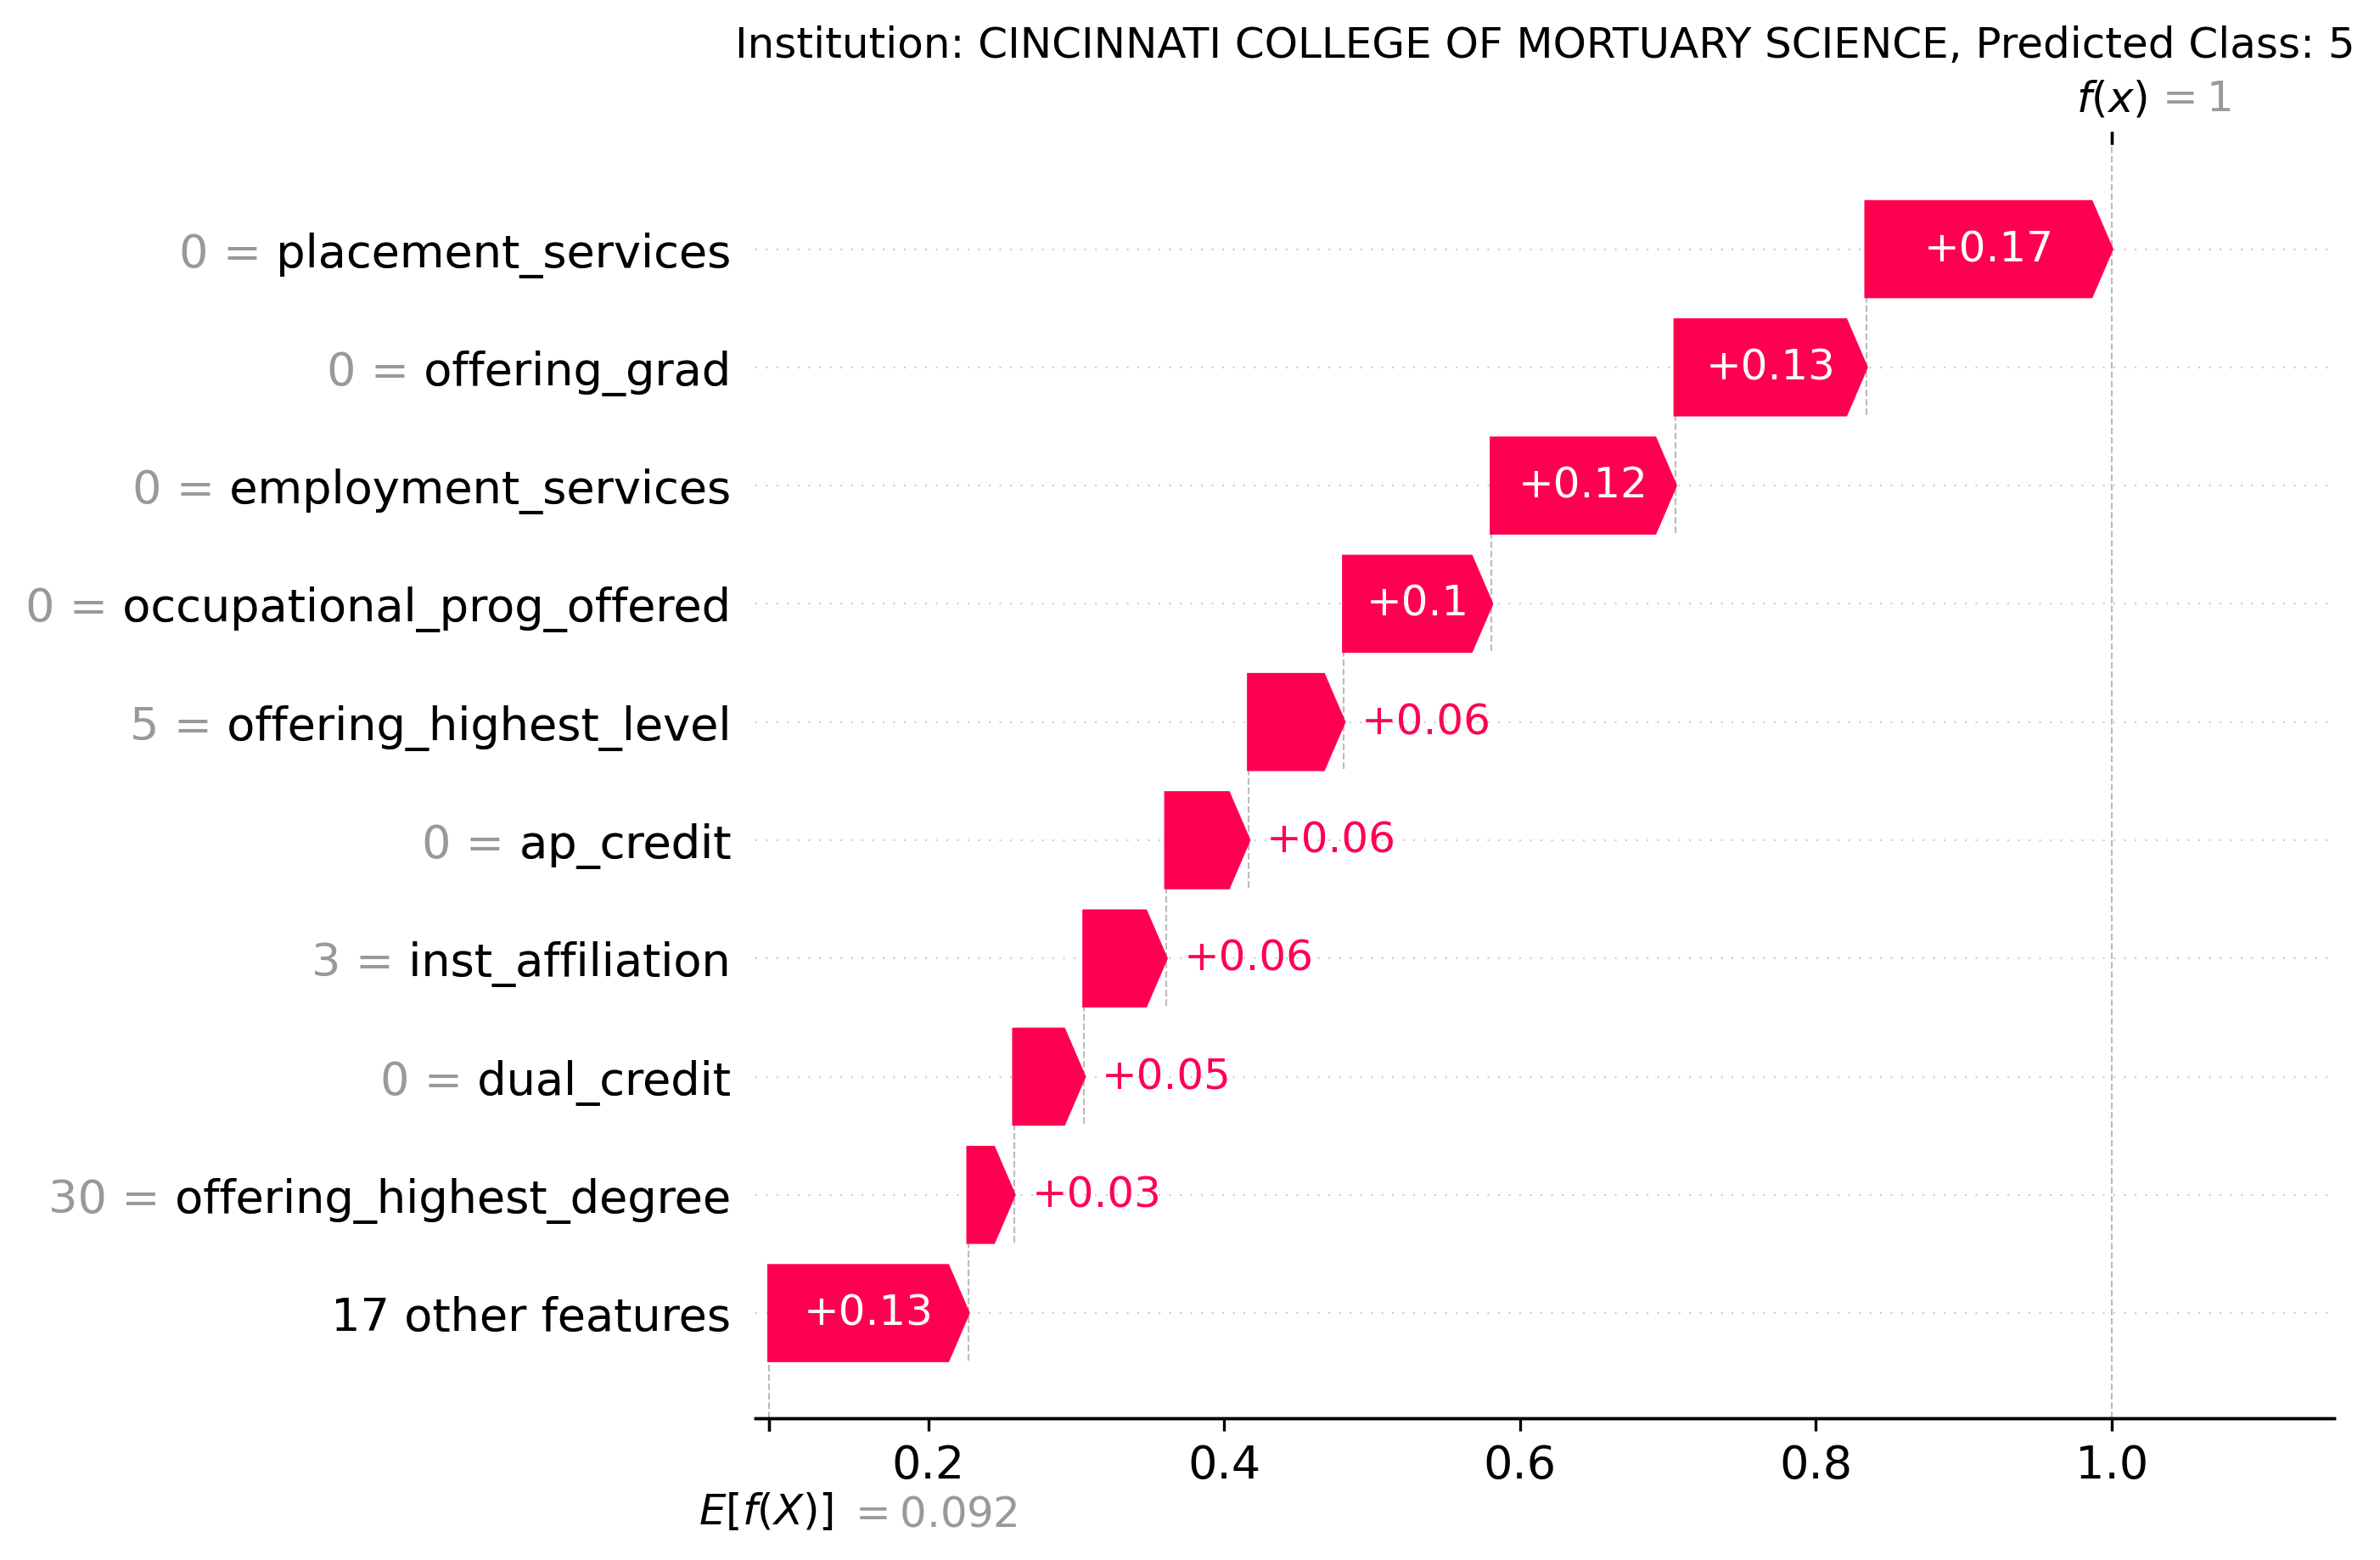 Institution: CINCINNATI COLLEGE OF MORTUARY SCIENCE, Predicted Class: 5
f(x) = 1
0 = placement_services +0.17
0 = offering_grad +0.13
0 = employment_services +0.12
0 = occupational_prog_offered +0.1
5 = offering_highest_level +0.06
0 = ap_credit +0.06
3 = inst_affiliation +0.06
0 = dual_credit +0.05
30 = offering_highest_degree +0.03
17 other features +0.13
0.2 0.4 0.6 0.8 1.0
E[f(X)] = 0.092